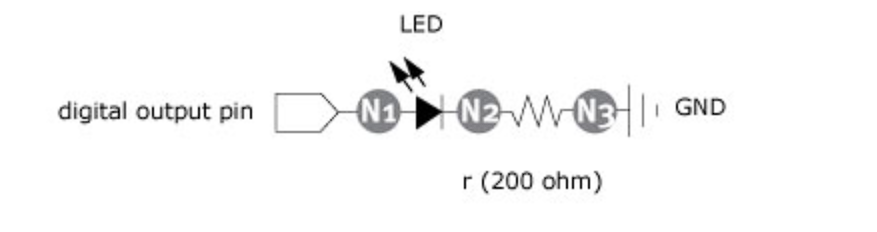 LED
digital output pin N1 N2 N3 GND
r (200 ohm)